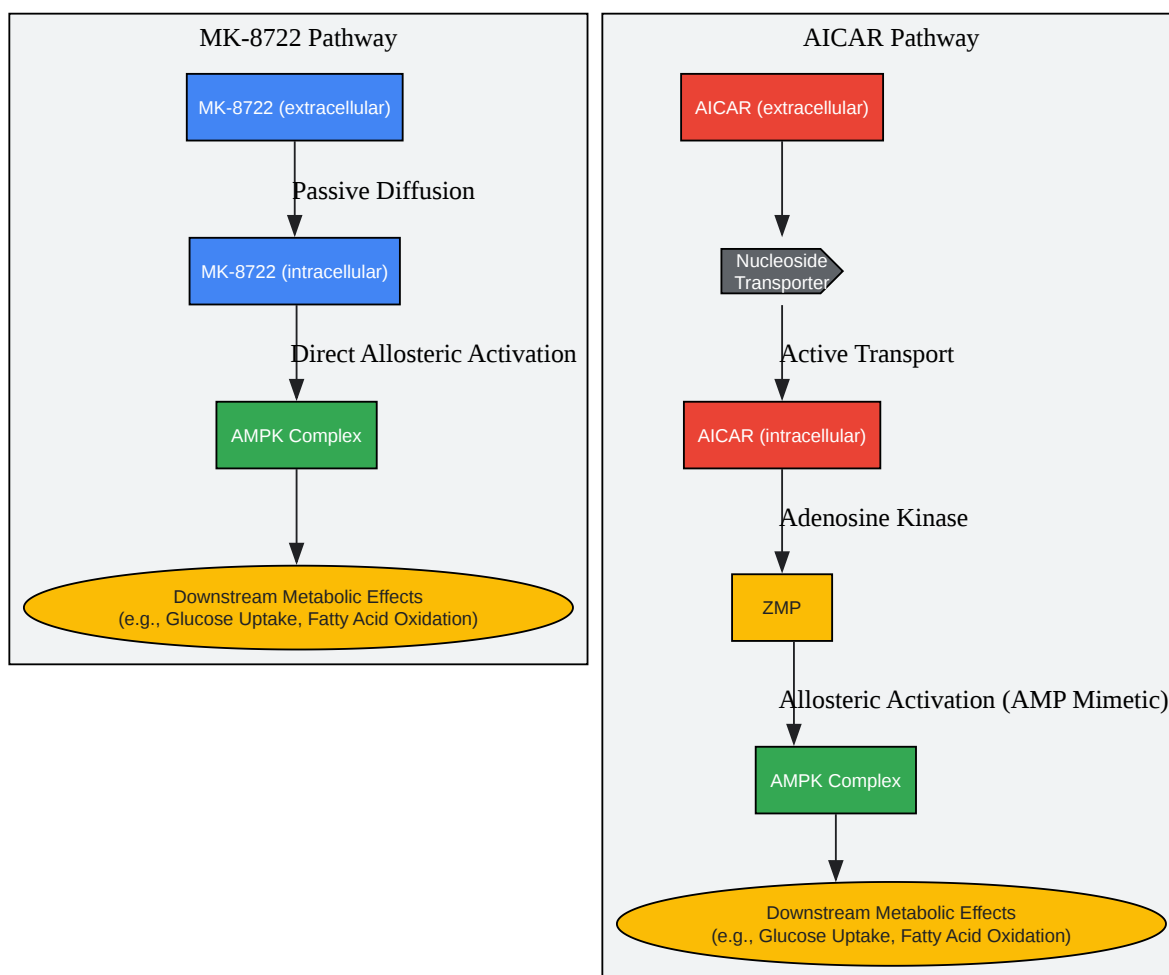 MK-8722 Pathway
MK-8722 (extracellular)
Passive Diffusion
MK-8722 (intracellular)
Direct Allosteric Activation
AMPK Complex
Downstream Metabolic Effects
(e.g., Glucose Uptake, Fatty Acid Oxidation)
AICAR Pathway
AICAR (extracellular)
Nucleoside
Transporter
Active Transport
AICAR (intracellular)
Adenosine Kinase
ZMP
Allosteric Activation (AMP Mimetic)
AMPK Complex
Downstream Metabolic Effects
(e.g., Glucose Uptake, Fatty Acid Oxidation)